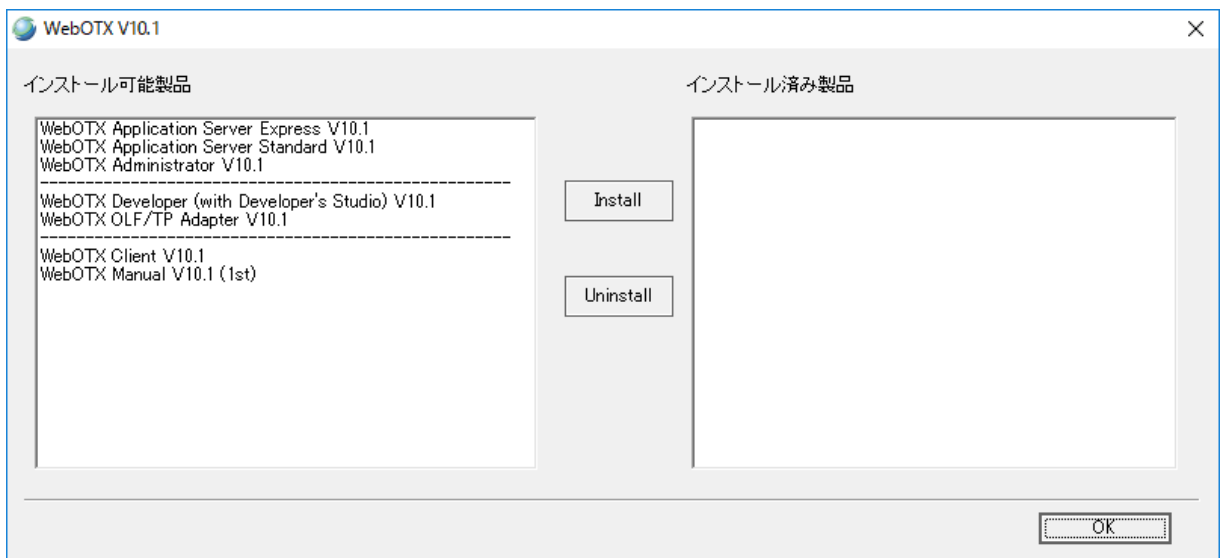 WebOTX V10.1
インストール可能製品
インストール済み製品
WebOTX Application Server Express V10.1
WebOTX Application Server Standard V10.1
WebOTX Administrator V10.1
------------------------------------------------------
WebOTX Developer (with Developer's Studio) V10.1
WebOTX OLF/TP Adapter V10.1
------------------------------------------------------
WebOTX Client V10.1
WebOTX Manual V10.1 (1st)
Install
Uninstall
OK